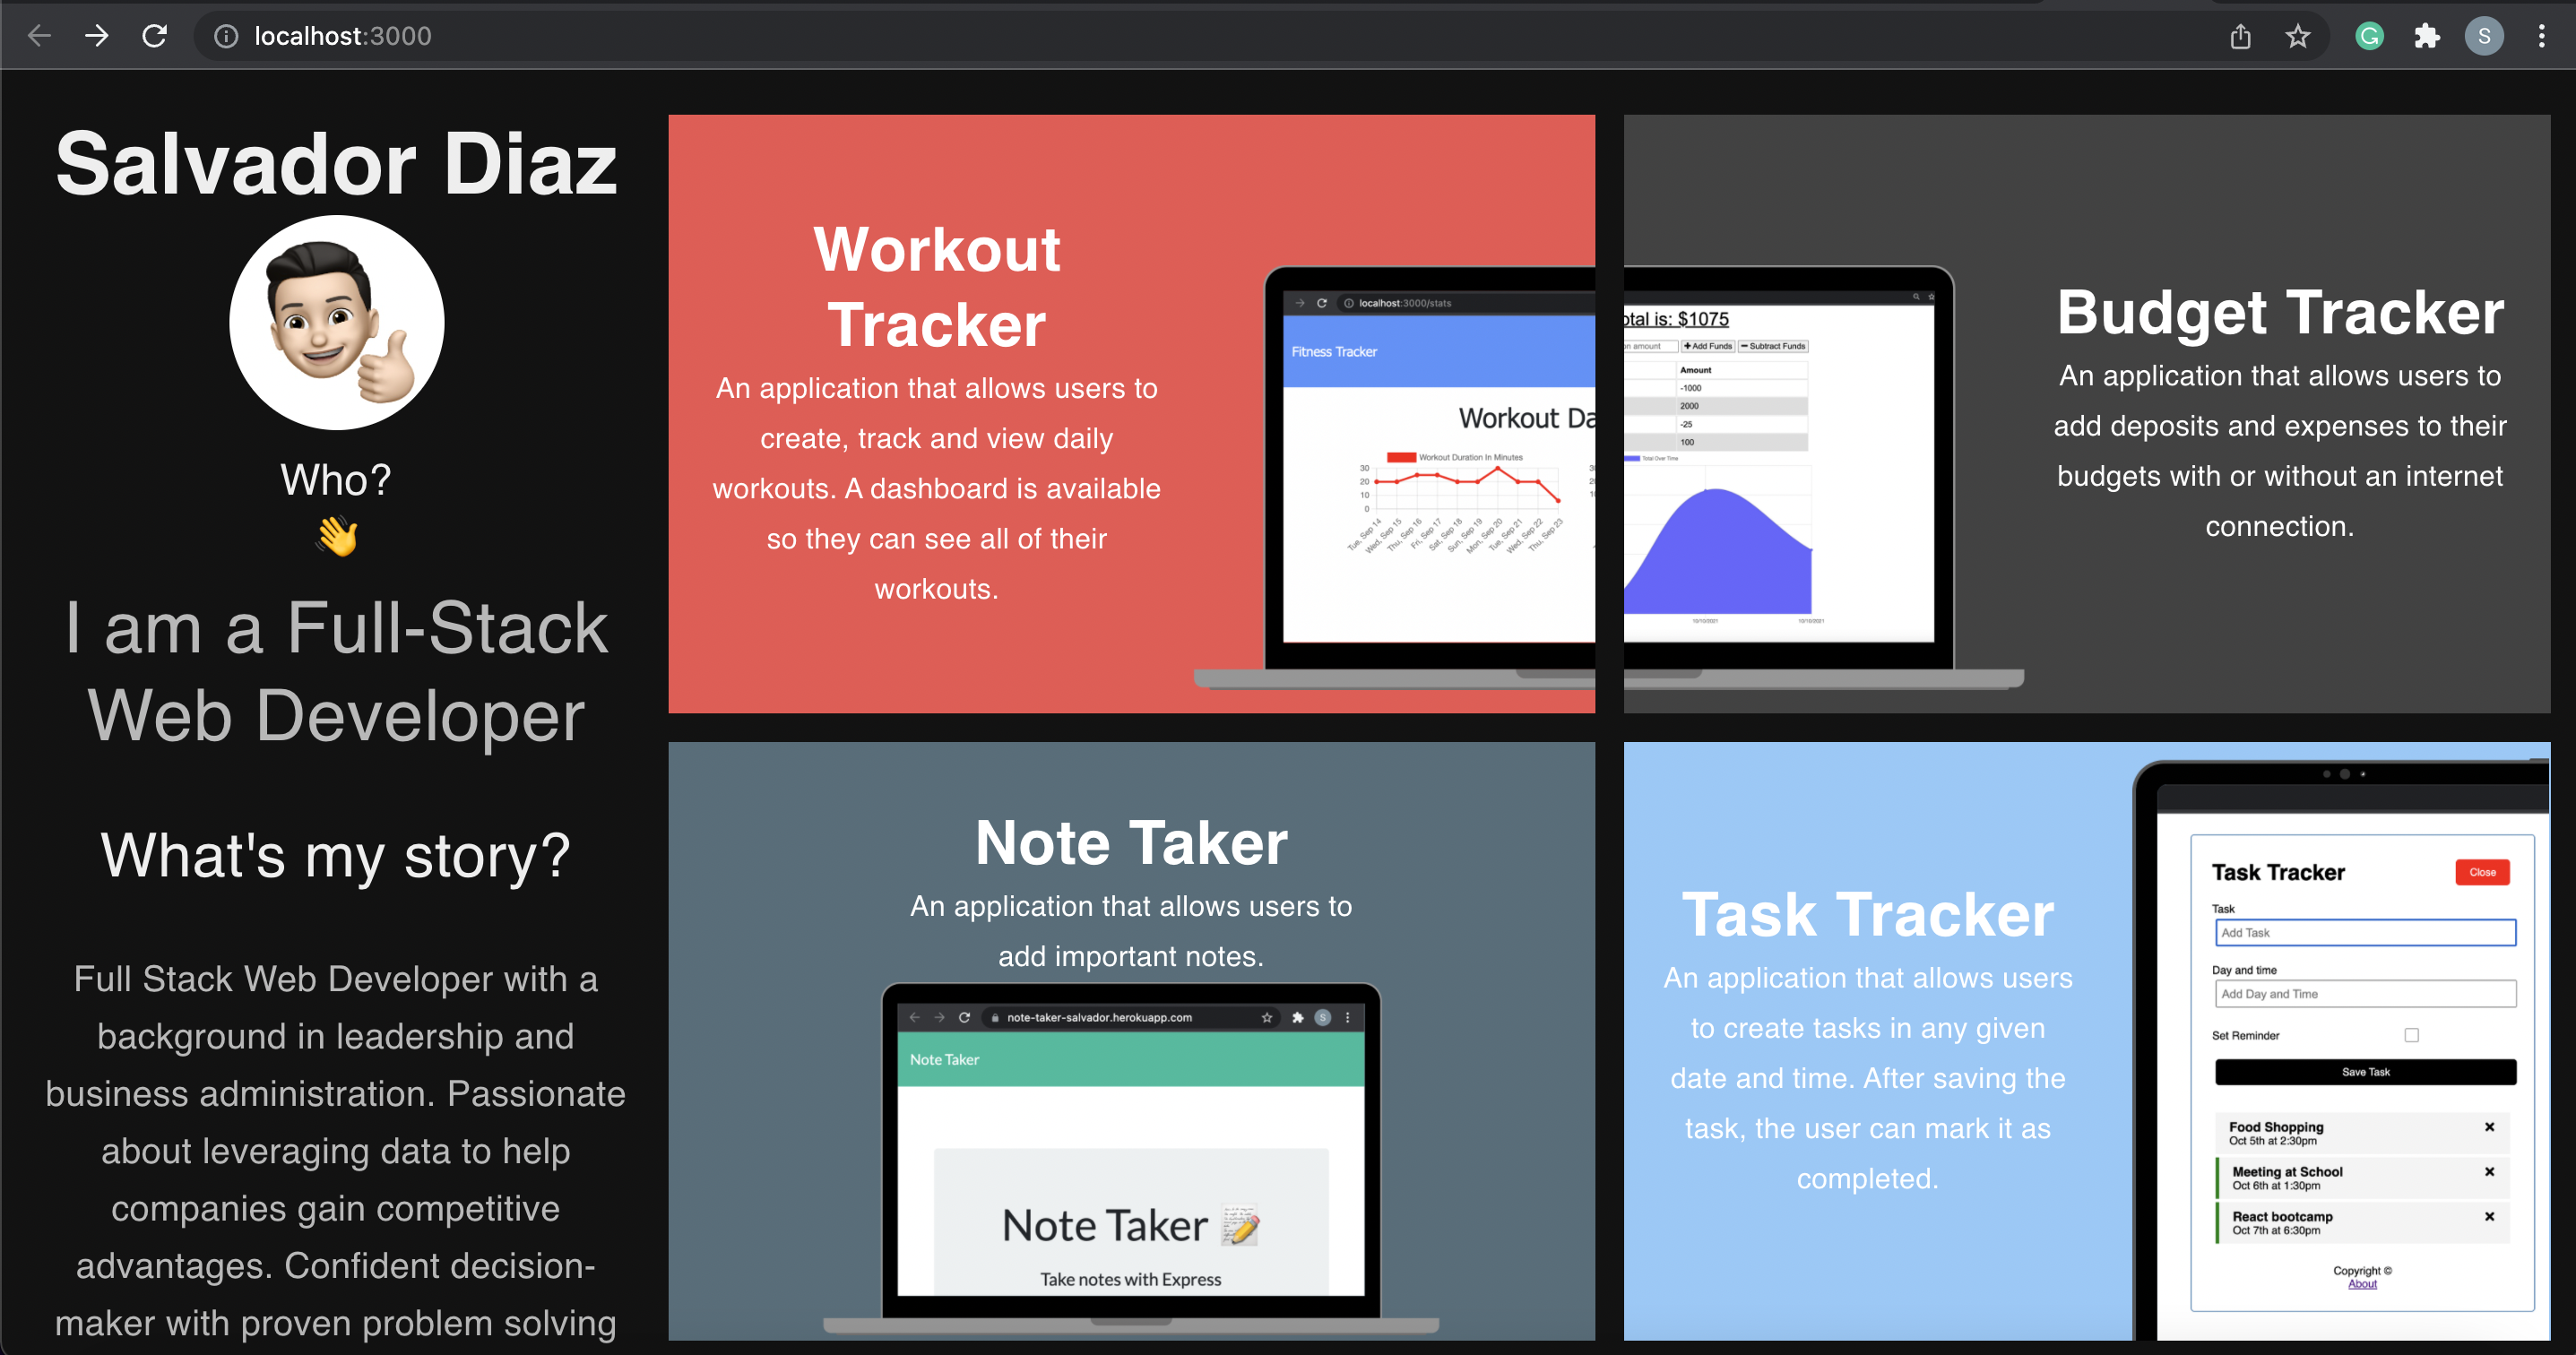 localhost:3000
S
Salvador Diaz
Who?
I am a Full-Stack
Web Developer
What's my story?
Full Stack Web Developer with a
background in leadership and
business administration. Passionate
about leveraging data to help
companies gain competitive
advantages. Confident decision-
maker with proven problem solving
Workout
Tracker
An application that allows users to
create, track and view daily
workouts. A dashboard is available
so they can see all of their
workouts.
localhost:3000/stats
Fitness Tracker
Workout Da
Workout Duration In Minutes
30
20
10
0
Tue, Sep 14
Wed, Sep 15
Thu, Sep 16
Fri, Sep 17
Sat, Sep 18
Sun, Sep 19
Mon, Sep 20
Tue, Sep 21
Wed, Sep 22
Thu, Sep 23
otal is: $1075
on amount
+ Add Funds
− Subtract Funds
Amount
-1000
2000
-25
100
Total Over Time
10/10/2021
10/10/2021
Budget Tracker
An application that allows users to
add deposits and expenses to their
budgets with or without an internet
connection.
Note Taker
An application that allows users to
add important notes.
note-taker-salvador.herokuapp.com
S
Note Taker
Note Taker
Take notes with Express
Task Tracker
An application that allows users
to create tasks in any given
date and time. After saving the
task, the user can mark it as
completed.
Task Tracker
Close
Task
Add Task
Day and time
Add Day and Time
Set Reminder
Save Task
Food Shopping
Oct 5th at 2:30pm
Meeting at School
Oct 6th at 1:30pm
React bootcamp
Oct 7th at 6:30pm
Copyright ©
About